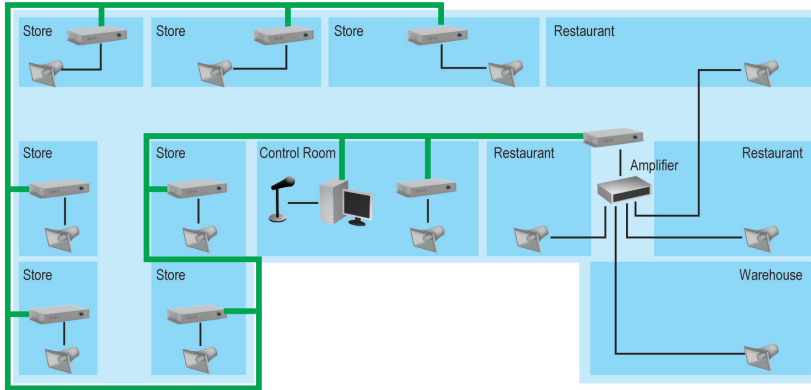 Store
Store
Store
Restaurant
Store
Store
Control Room
Restaurant
Amplifier
Restaurant
Store
Store
Warehouse